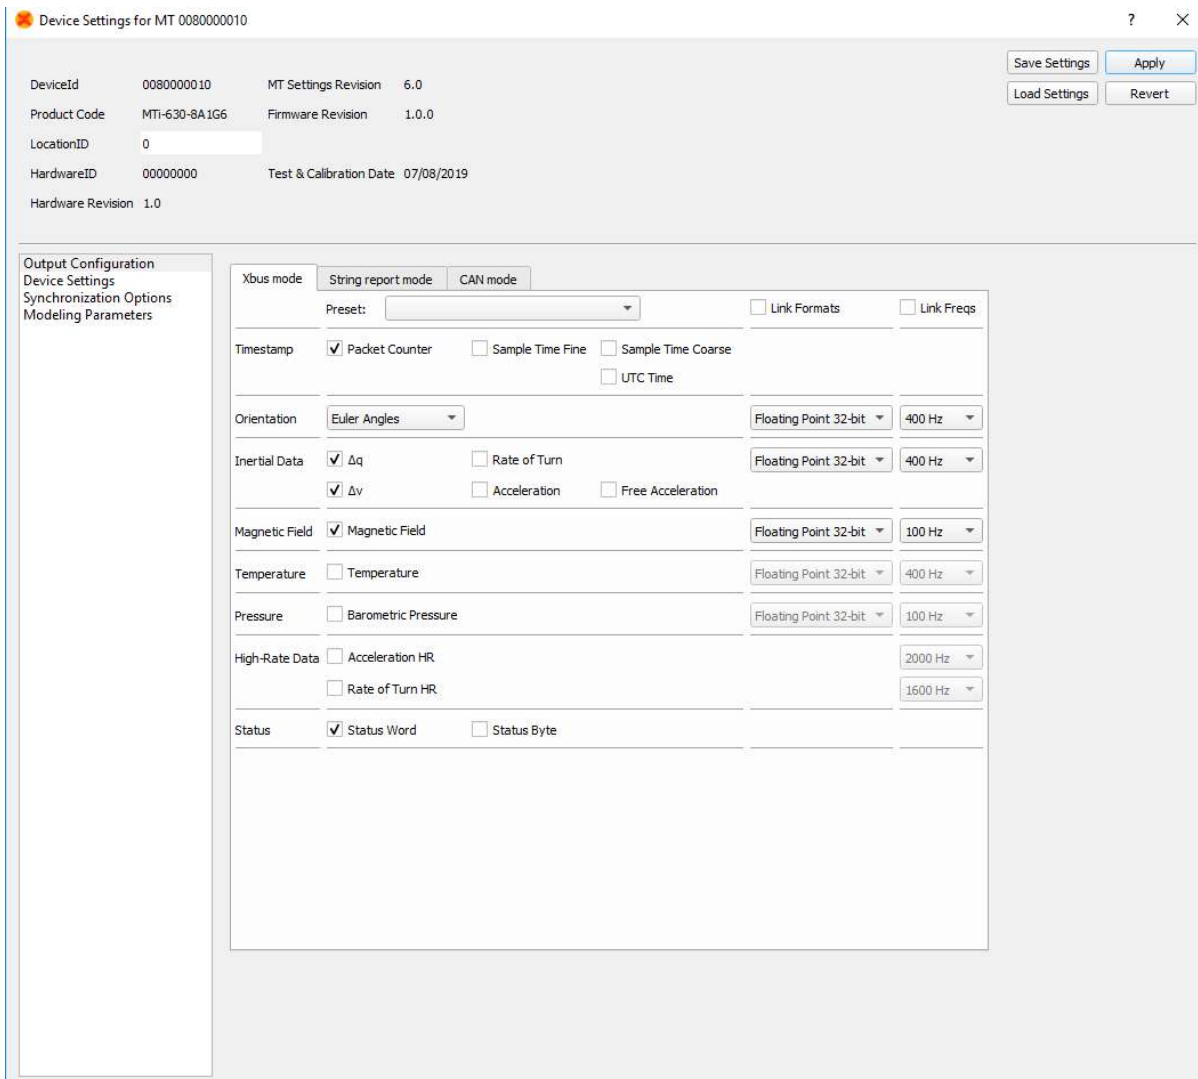 Device Settings for MT 0080000010
?
Save Settings Apply
DeviceId 0080000010 MT Settings Revision 6.0
Load Settings Revert
Product Code MTi-630-8A1G6 Firmware Revision 1.0.0
LocationID 0
HardwareID 00000000 Test & Calibration Date 07/08/2019
Hardware Revision 1.0
Output Configuration
Device Settings
Synchronization Options
Modeling Parameters
Xbus mode String report mode CAN mode
Preset: Link Formats Link Freqs
Timestamp Packet Counter Sample Time Fine Sample Time Coarse
UTC Time
Orientation Euler Angles Floating Point 32-bit 400 Hz
Inertial Data Δq Rate of Turn Floating Point 32-bit 400 Hz
Δv Acceleration Free Acceleration
Magnetic Field Magnetic Field Floating Point 32-bit 100 Hz
Temperature Temperature Floating Point 32-bit 400 Hz
Pressure Barometric Pressure Floating Point 32-bit 100 Hz
High-Rate Data Acceleration HR 2000 Hz
Rate of Turn HR 1600 Hz
Status Status Word Status Byte